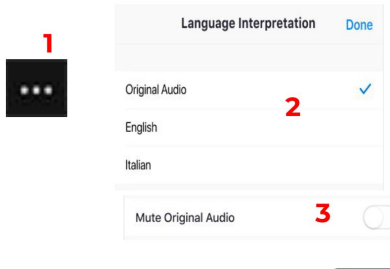 1
Language Interpretation Done
Original Audio
2
English
Italian
Mute Original Audio 3